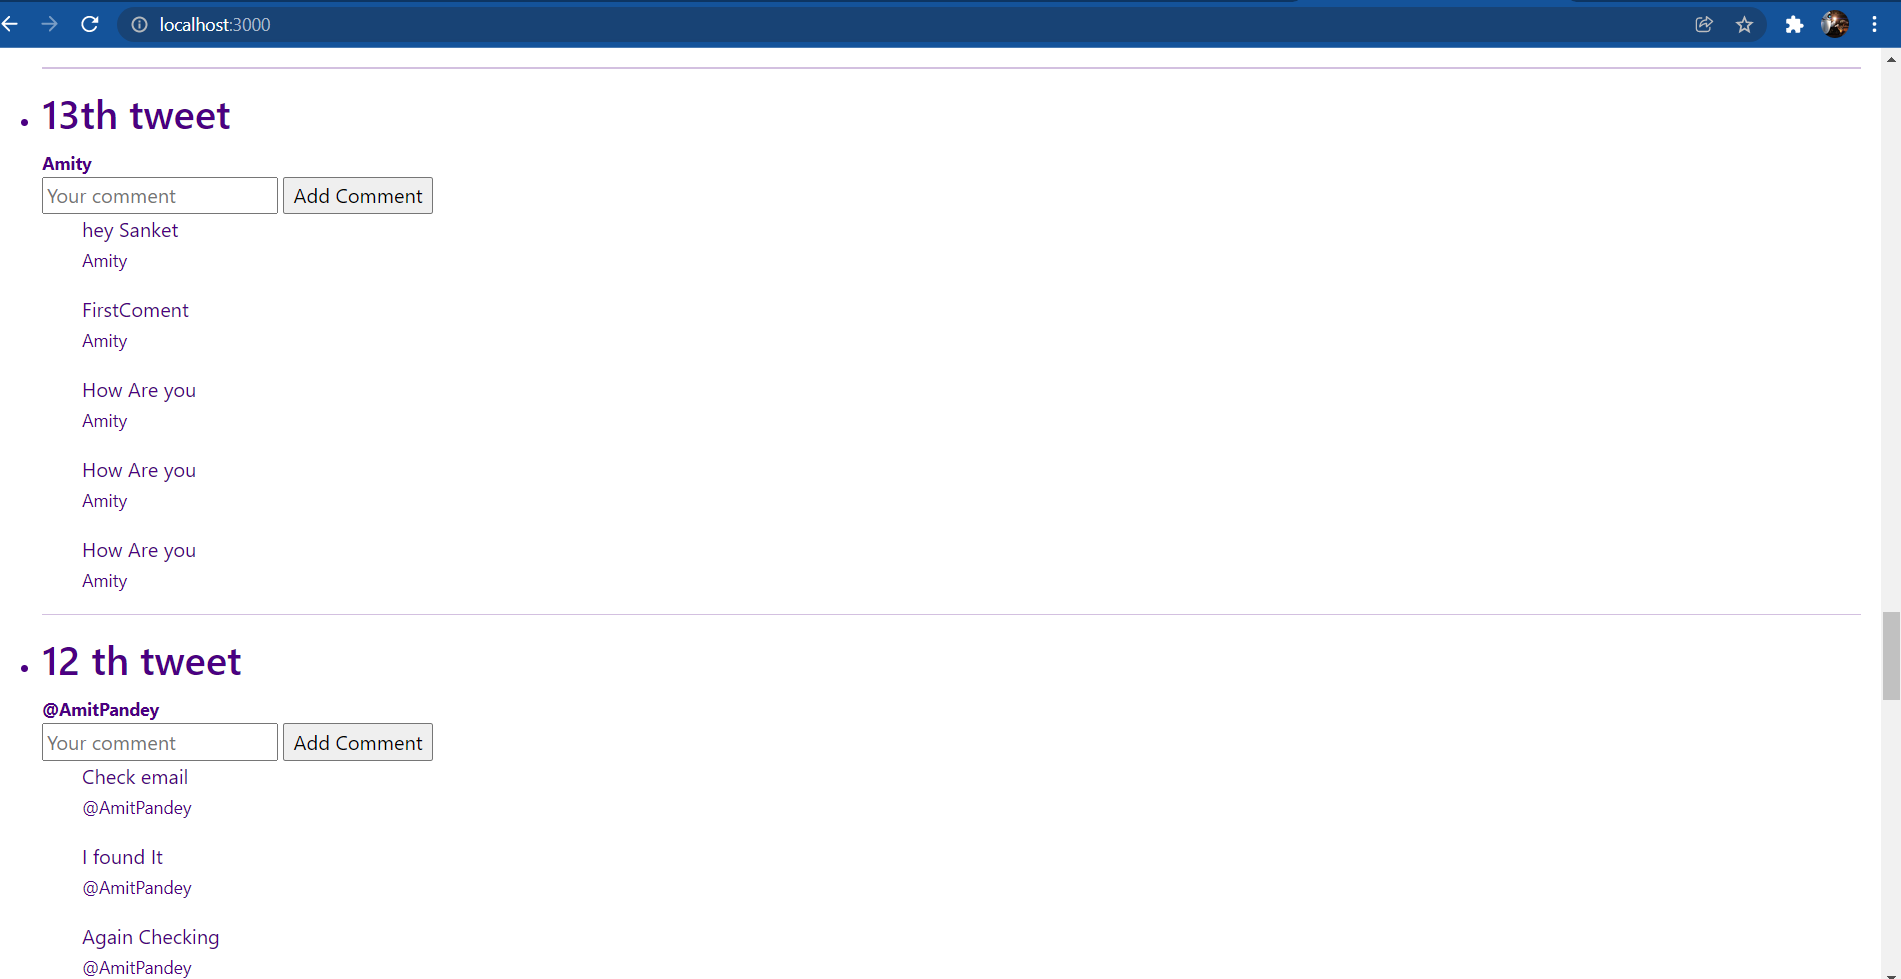 localhost:3000
13th tweet
Amity
Your comment Add Comment
hey Sanket
Amity
FirstComent
Amity
How Are you
Amity
How Are you
Amity
How Are you
Amity
12 th tweet
@AmitPandey
Your comment Add Comment
Check email
@AmitPandey
I found It
@AmitPandey
Again Checking
@AmitPandey